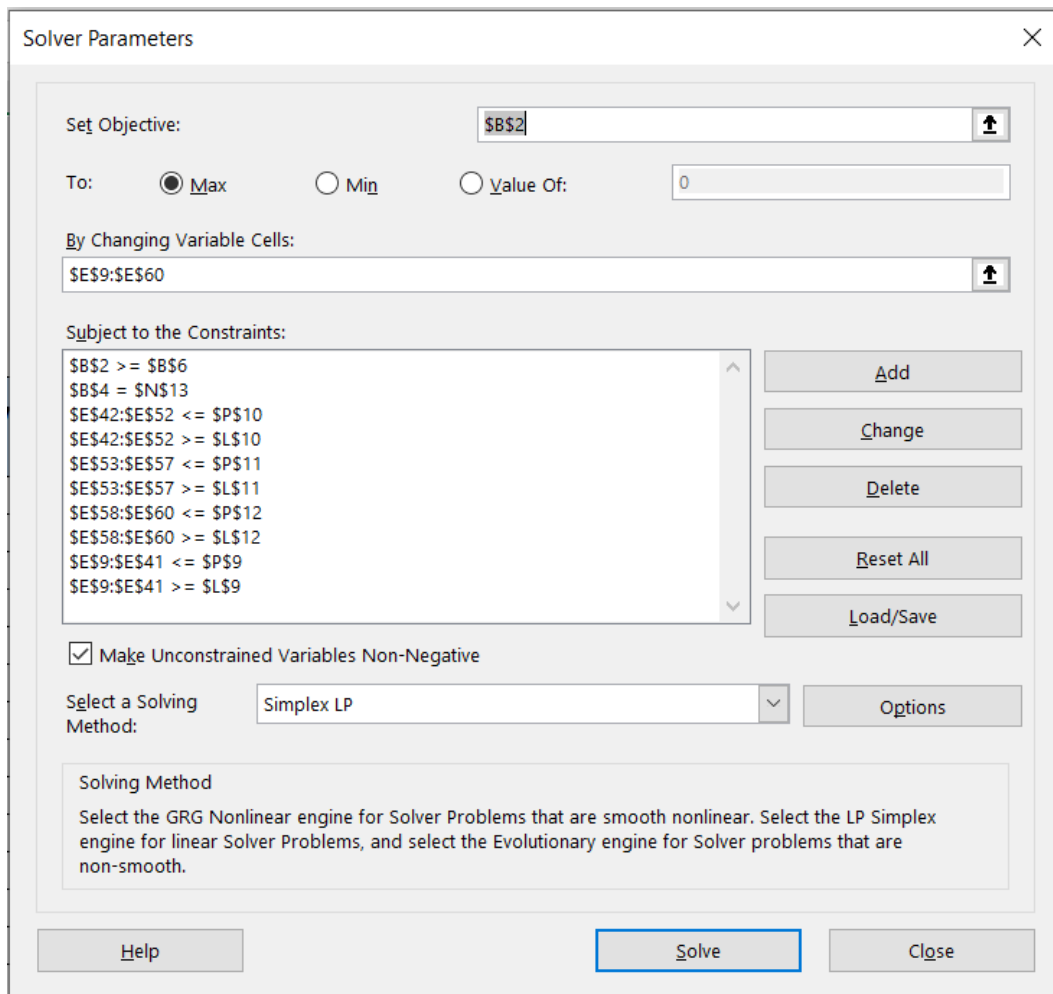 Solver Parameters
Set Objective:
$B$2
To:
Max
Min
Value Of:
0
By Changing Variable Cells:
$E$9:$E$60
Subject to the Constraints:
$B$2 >= $B$6
$B$4 = $N$13
$E$42:$E$52 <= $P$10
$E$42:$E$52 >= $L$10
$E$53:$E$57 <= $P$11
$E$53:$E$57 >= $L$11
$E$58:$E$60 <= $P$12
$E$58:$E$60 >= $L$12
$E$9:$E$41 <= $P$9
$E$9:$E$41 >= $L$9
Add
Change
Delete
Reset All
Load/Save
Make Unconstrained Variables Non-Negative
Select a Solving
Method:
Simplex LP
Options
Solving Method
Select the GRG Nonlinear engine for Solver Problems that are smooth nonlinear. Select the LP Simplex
engine for linear Solver Problems, and select the Evolutionary engine for Solver problems that are
non-smooth.
Help
Solve
Close